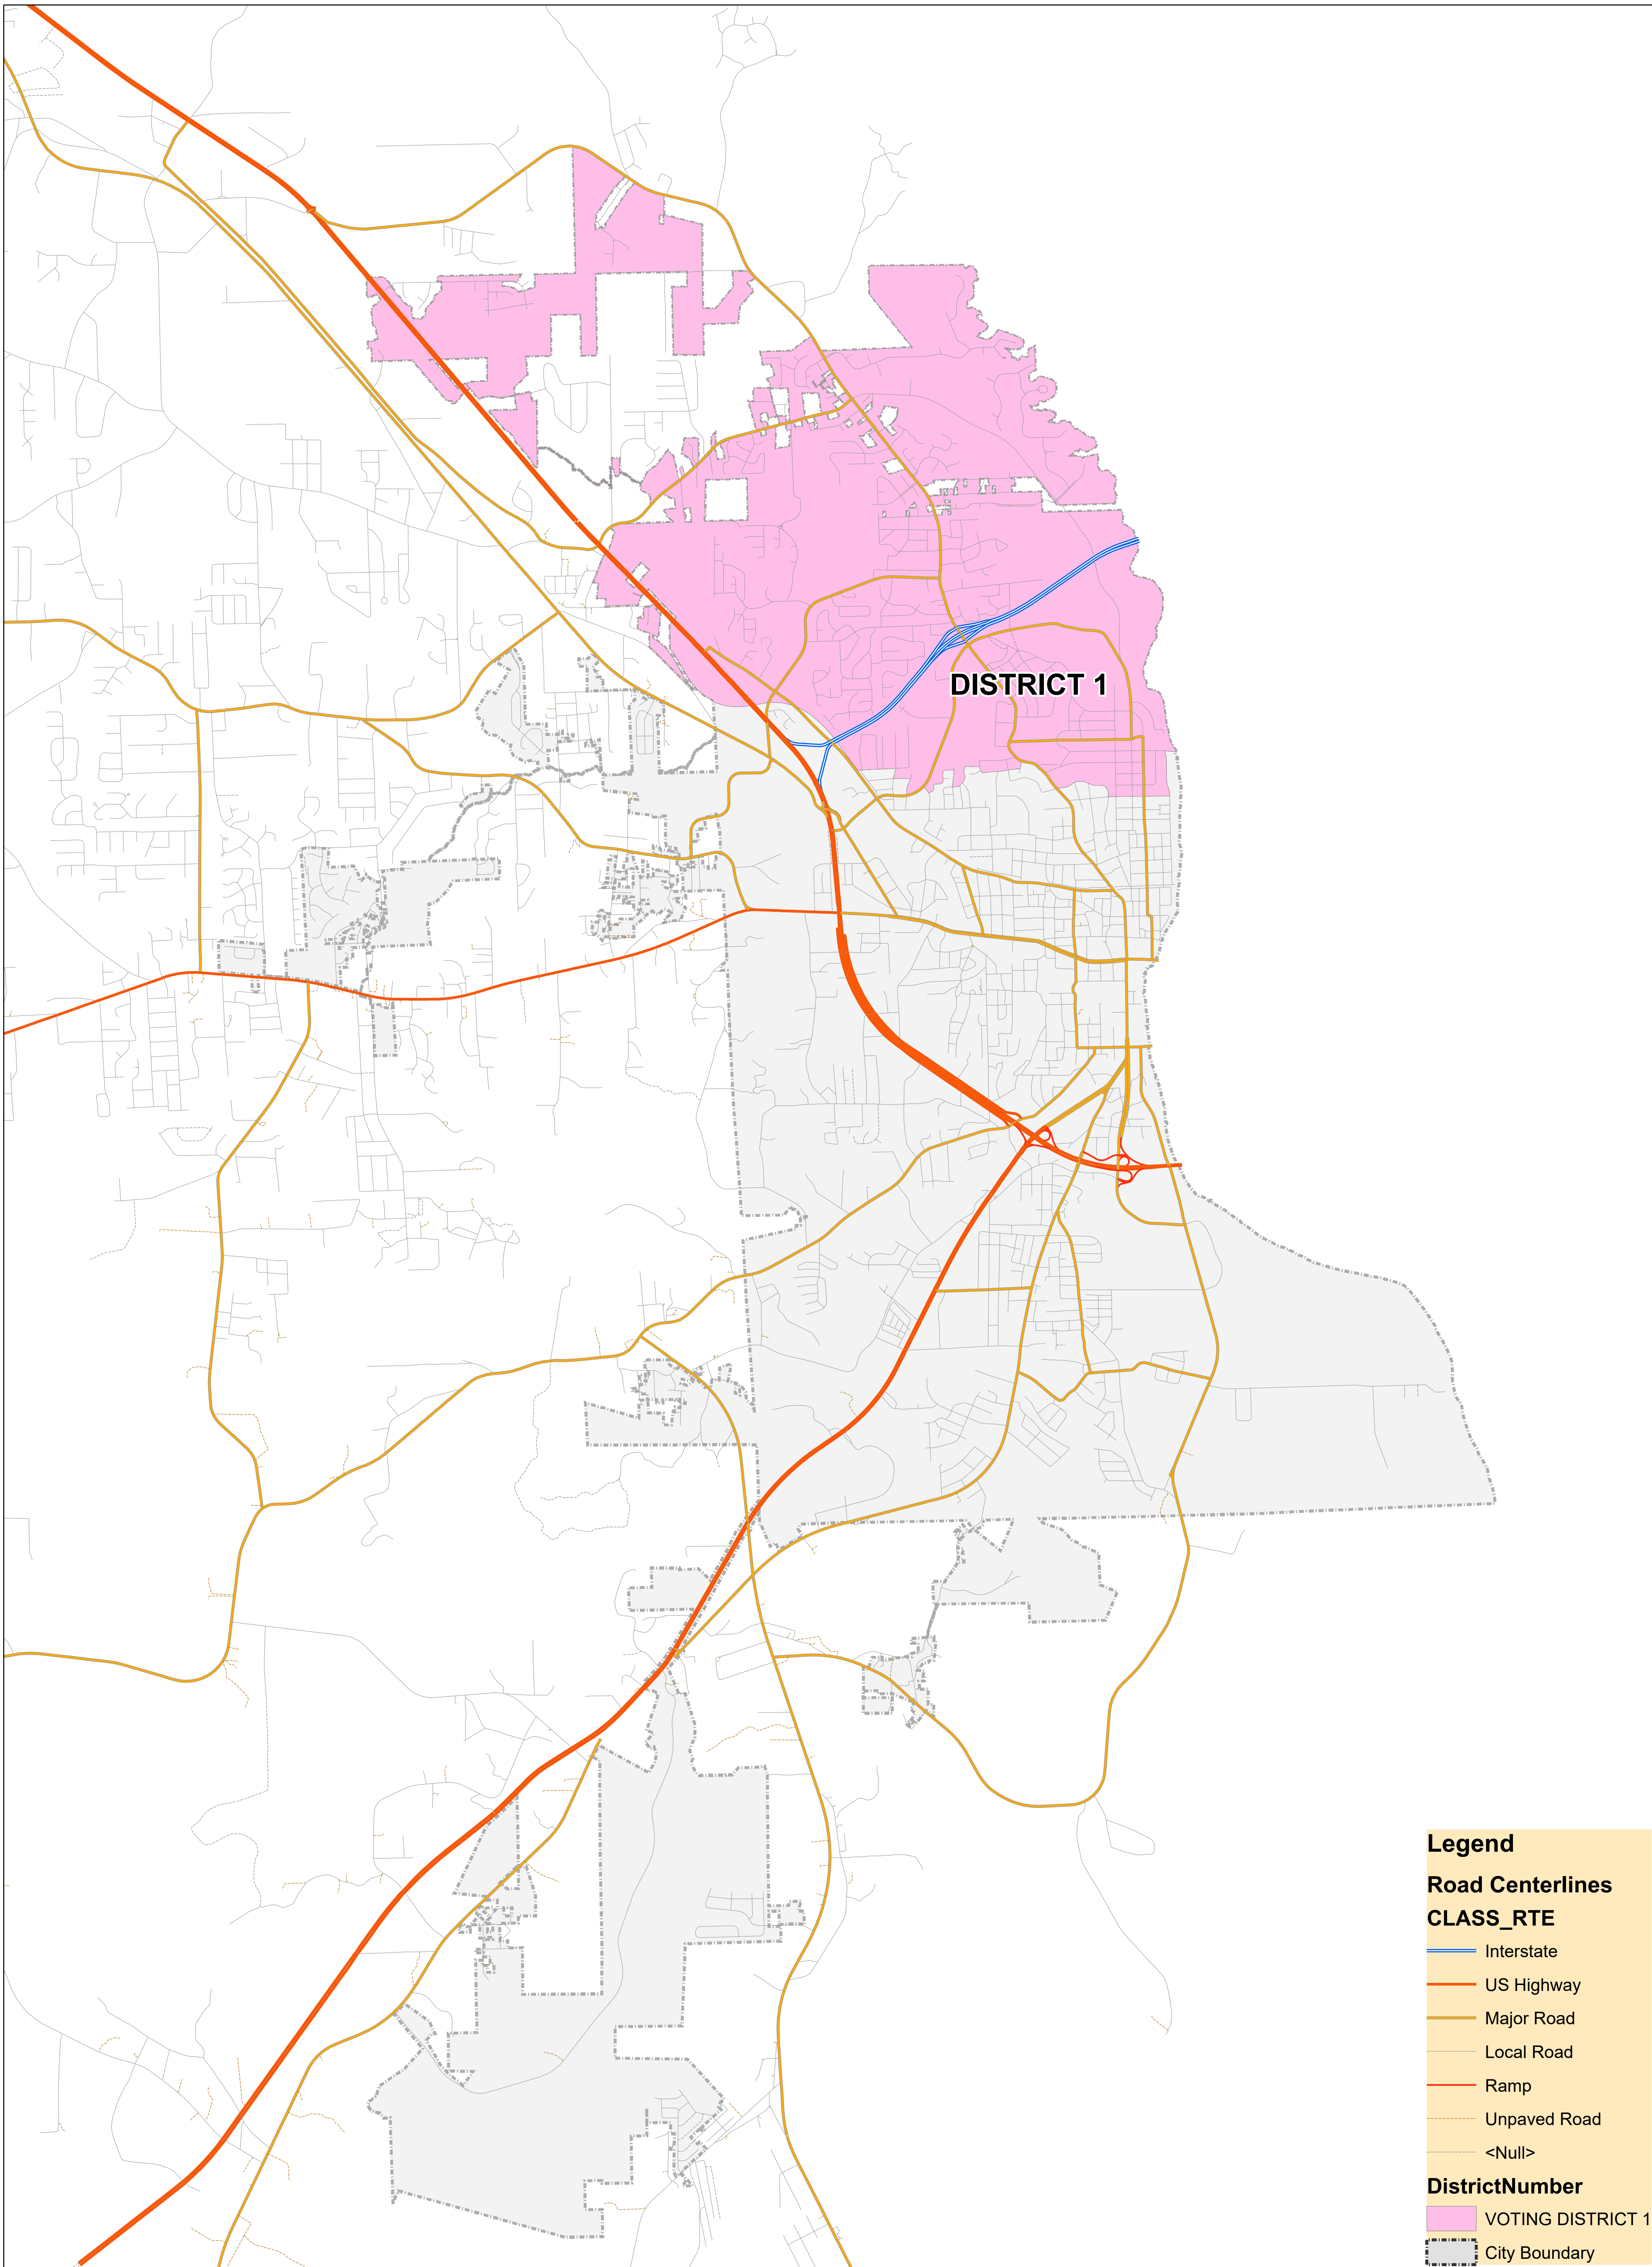 DISTRICT 1
Legend
Road Centerlines
CLASS_RTE
Interstate
US Highway
Major Road
Local Road
Ramp
Unpaved Road
<Null>
DistrictNumber
VOTING DISTRICT 1
City Boundary